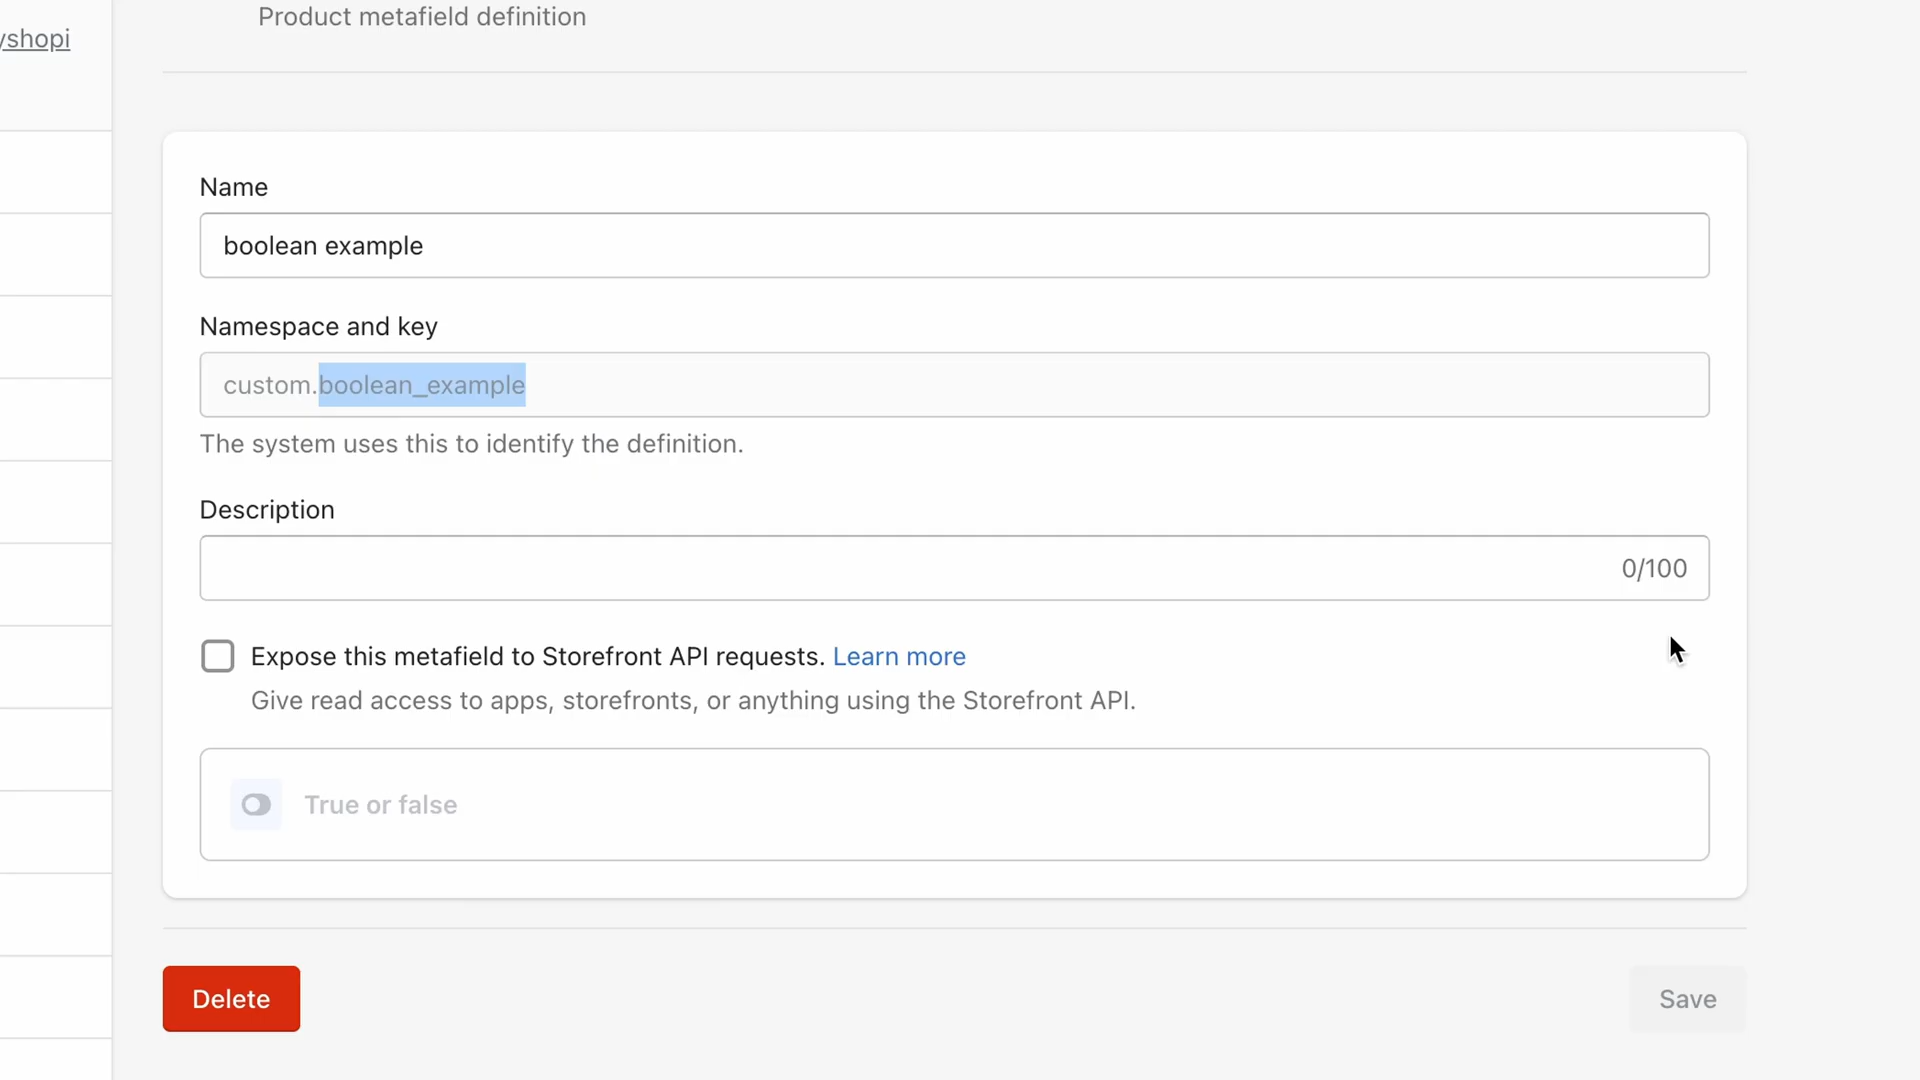 yshopi
Product metafield definition
Name
boolean example
Namespace and key
custom.boolean_example
The system uses this to identify the definition.
Description
0/100
Expose this metafield to Storefront API requests. Learn more
Give read access to apps, storefronts, or anything using the Storefront API.
True or false
Delete
Save